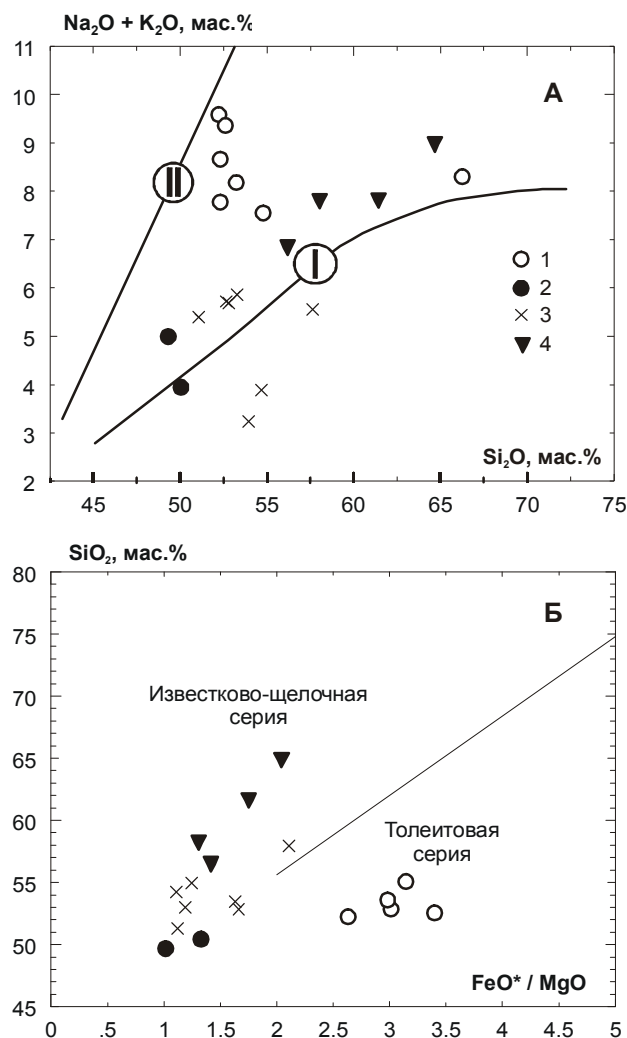 Na₂O + K₂O, мас.%
11
10
9
8
7
6
5
4
3
2
А
II
I
1
2
3
4
Si₂O, мас.%
45 50 55 60 65 70 75
SiO₂, мас.%
80
75
70
65
60
55
50
45
Б
Известково-щелочная
серия
Толеитовая
серия
FeO* / MgO
0 .5 1 1.5 2 2.5 3 3.5 4 4.5 5